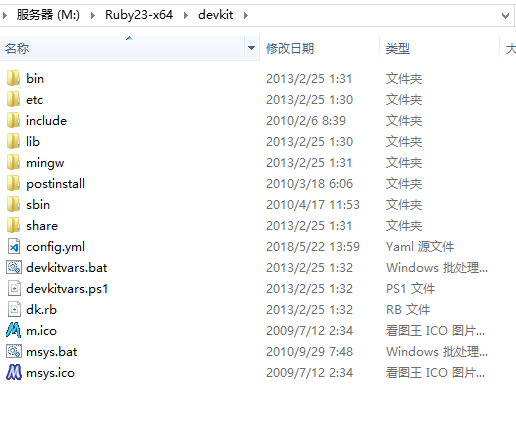 服务器 (M:) Ruby23-x64 devkit
名称 修改日期 类型 大
bin 2013/2/25 1:31 文件夹
etc 2013/2/25 1:30 文件夹
include 2010/2/6 8:39 文件夹
lib 2013/2/25 1:30 文件夹
mingw 2013/2/25 1:31 文件夹
postinstall 2010/3/18 6:06 文件夹
sbin 2010/4/17 11:53 文件夹
share 2013/2/25 1:31 文件夹
config.yml 2018/5/22 13:59 Yaml 源文件
devkitvars.bat 2013/2/25 1:32 Windows 批处理...
devkitvars.ps1 2013/2/25 1:32 PS1 文件
dk.rb 2013/2/25 1:32 RB 文件
m.ico 2009/7/12 2:34 看图王 ICO 图片...
msys.bat 2010/9/29 7:48 Windows 批处理...
msys.ico 2009/7/12 2:34 看图王 ICO 图片...